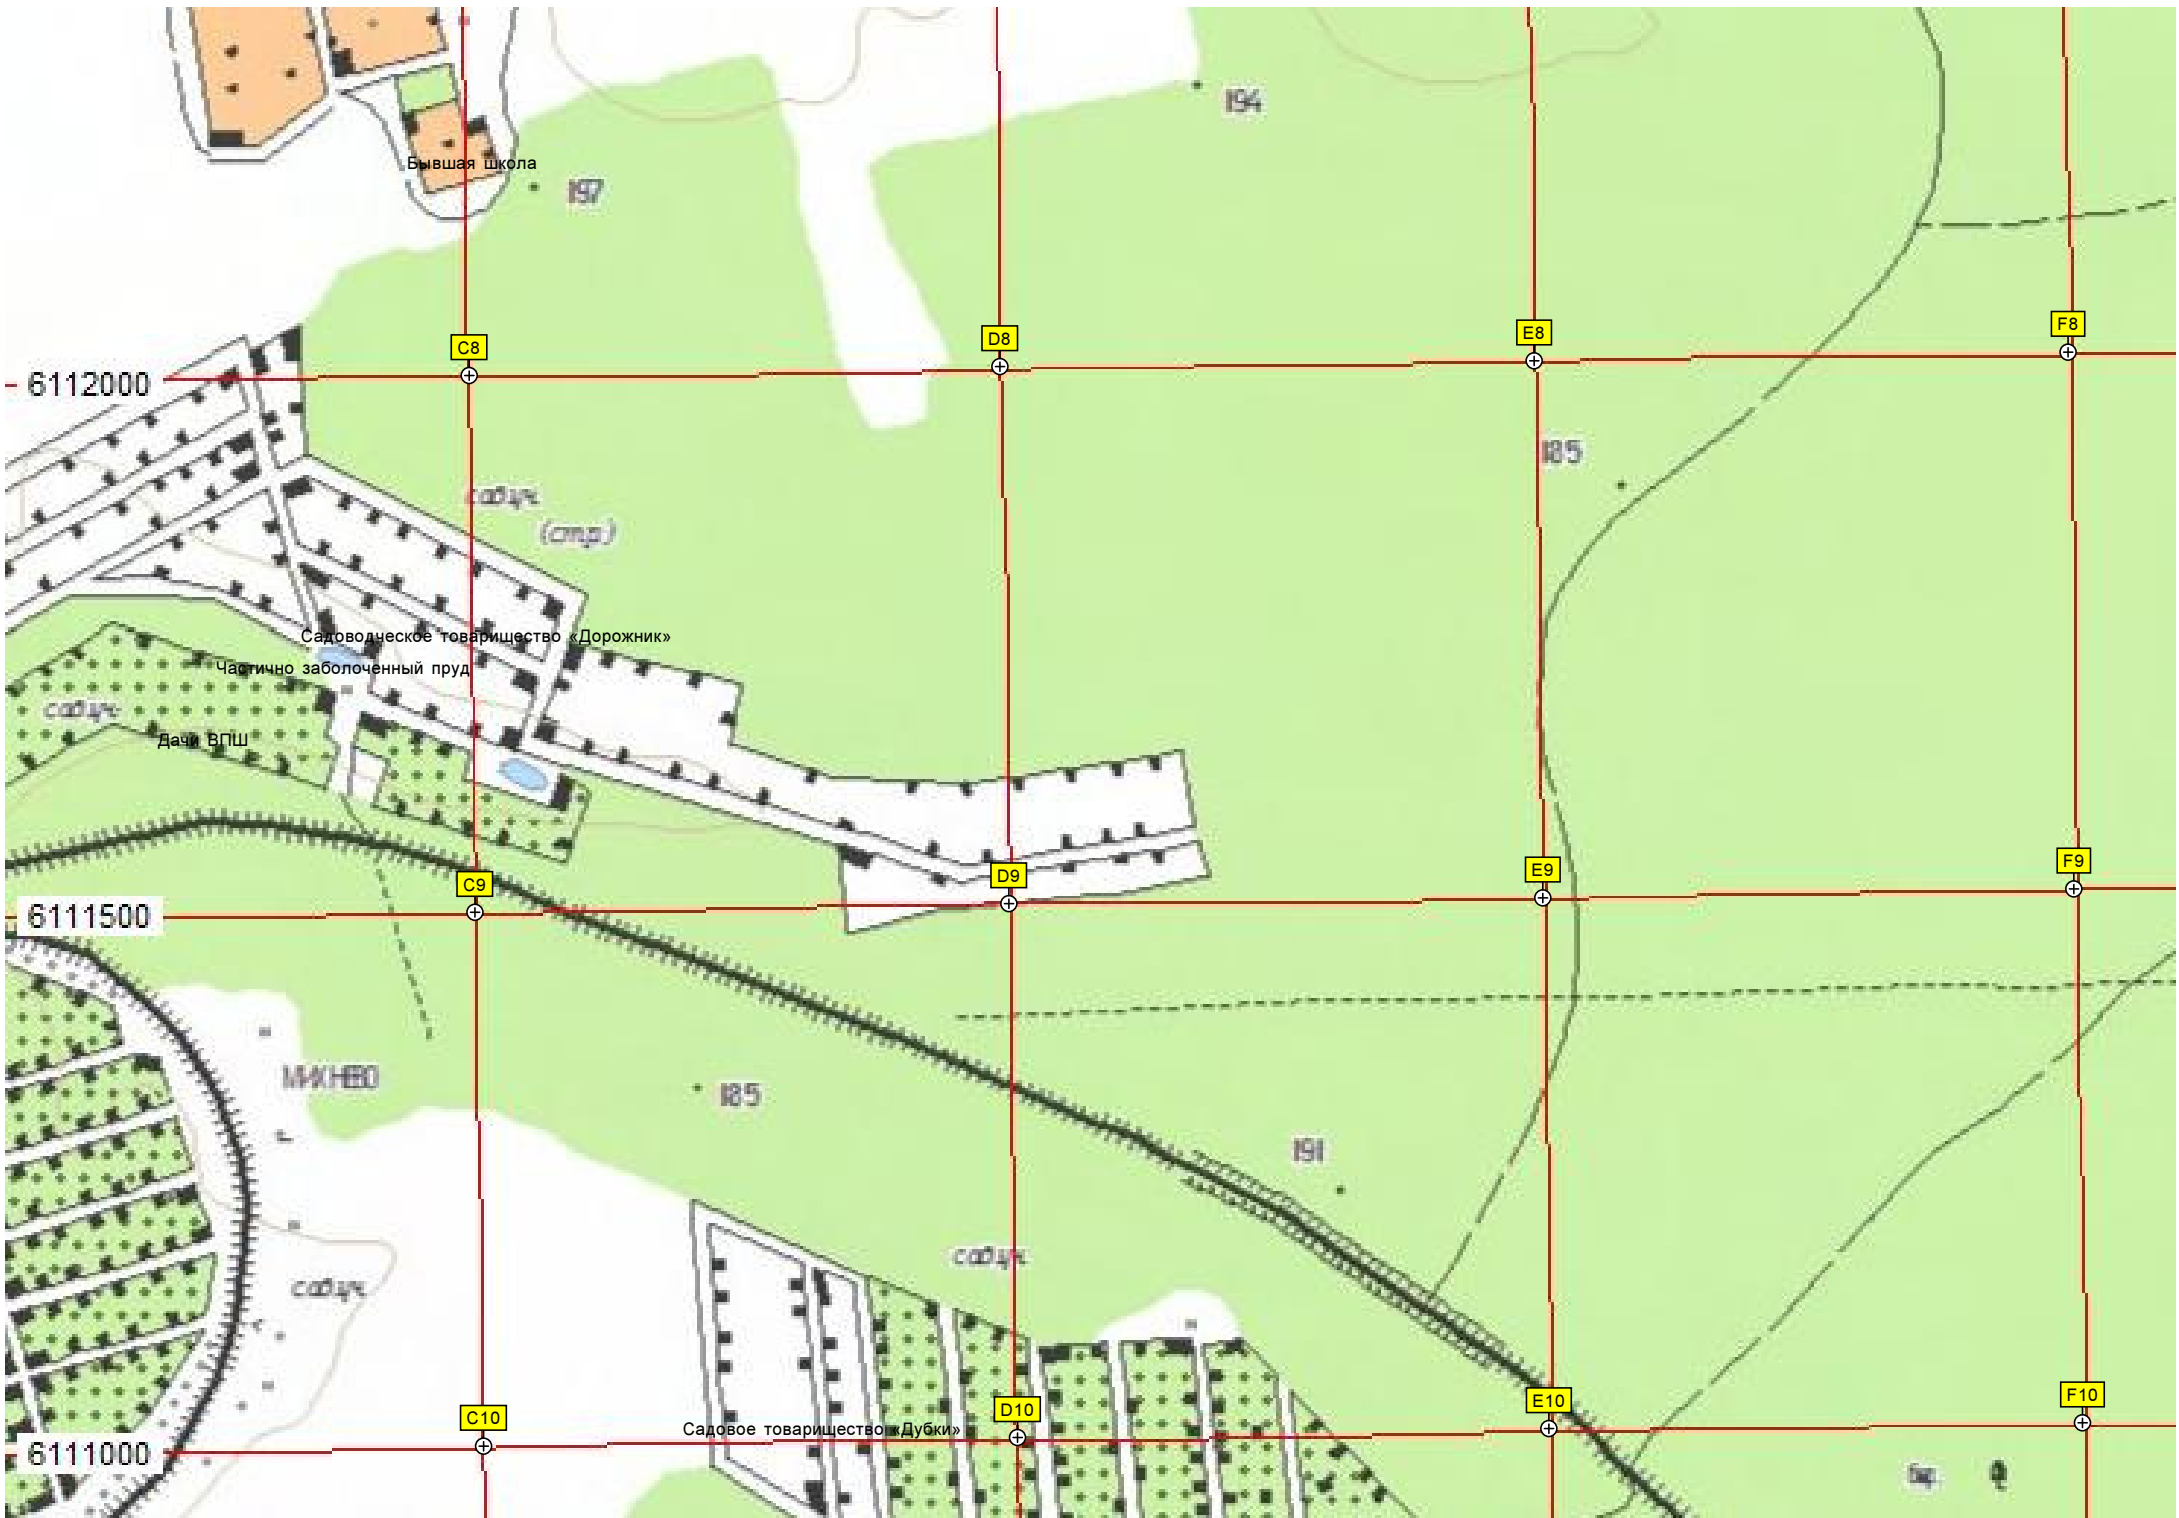 194
Бывшая школа
197
F8
E8
D8
C8
6112000
185
сад.уч.
(стр.)
Садоводческое товарищество «Дорожник»
Частично заболоченный пруд
сад.уч.
Дачи ВПШ
F9
E9
D9
C9
6111500
МИХНЕВО
185
191
сад.уч.
сад.уч.
F10
E10
D10
C10
Садовое товарищество «Дубки»
6111000